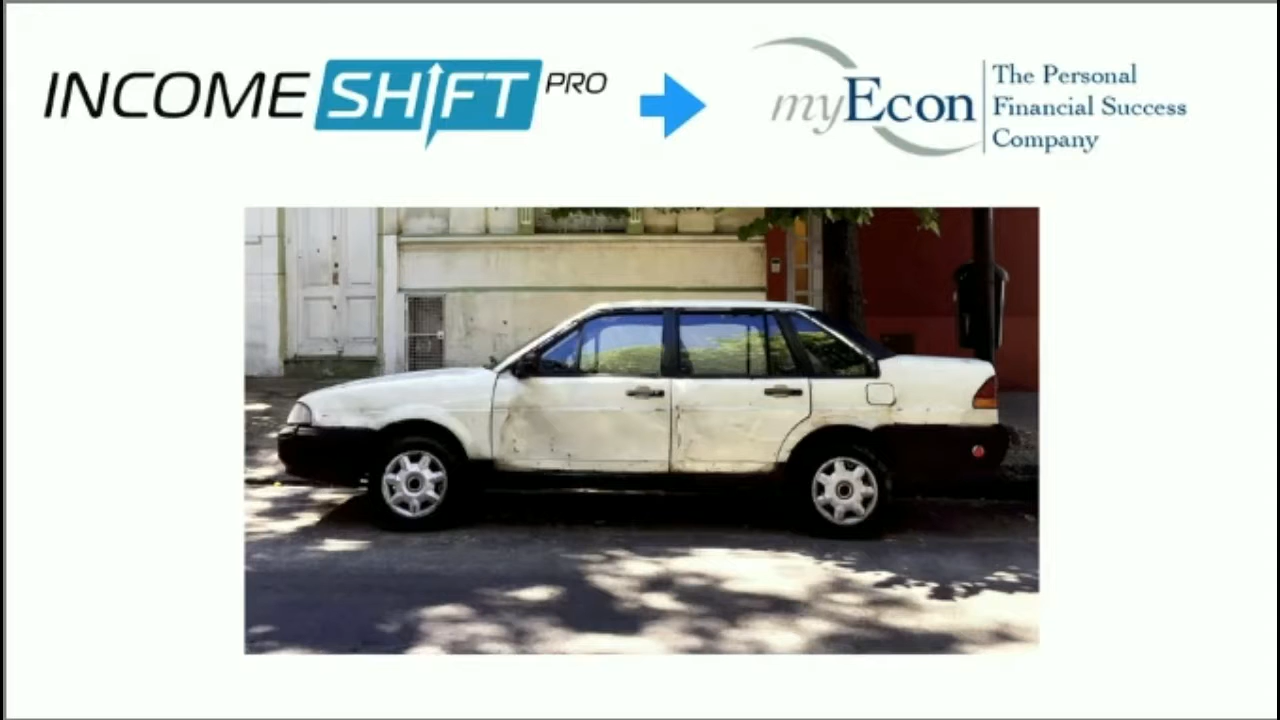 INCOME SHIFT PRO
myEcon
The Personal
Financial Success
Company